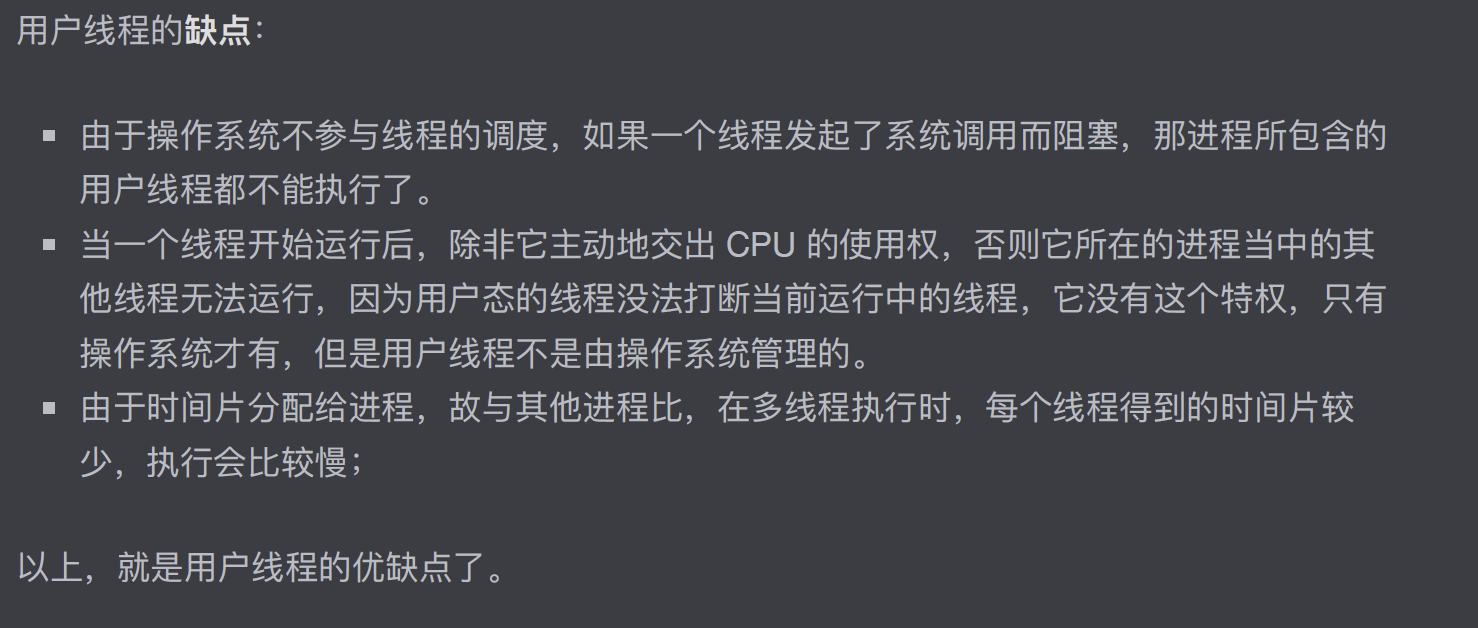 用户线程的缺点：
由于操作系统不参与线程的调度，如果一个线程发起了系统调用而阻塞，那进程所包含的
用户线程都不能执行了。
当一个线程开始运行后，除非它主动地交出 CPU 的使用权，否则它所在的进程当中的其
他线程无法运行，因为用户态的线程没法打断当前运行中的线程，它没有这个特权，只有
操作系统才有，但是用户线程不是由操作系统管理的。
由于时间片分配给进程，故与其他进程比，在多线程执行时，每个线程得到的时间片较
少，执行会比较慢；
以上，就是用户线程的优缺点了。